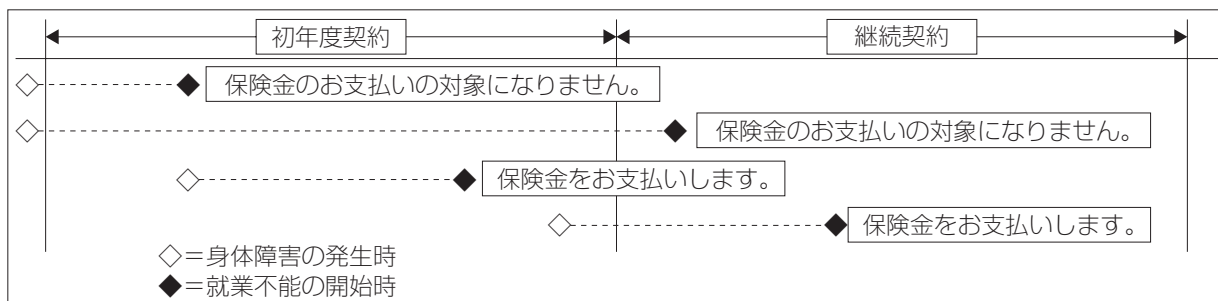 初年度契約 継続契約
保険金のお支払いの対象になりません。
保険金のお支払いの対象になりません。
保険金をお支払いします。
保険金をお支払いします。
◇=身体障害の発生時
◆=就業不能の開始時